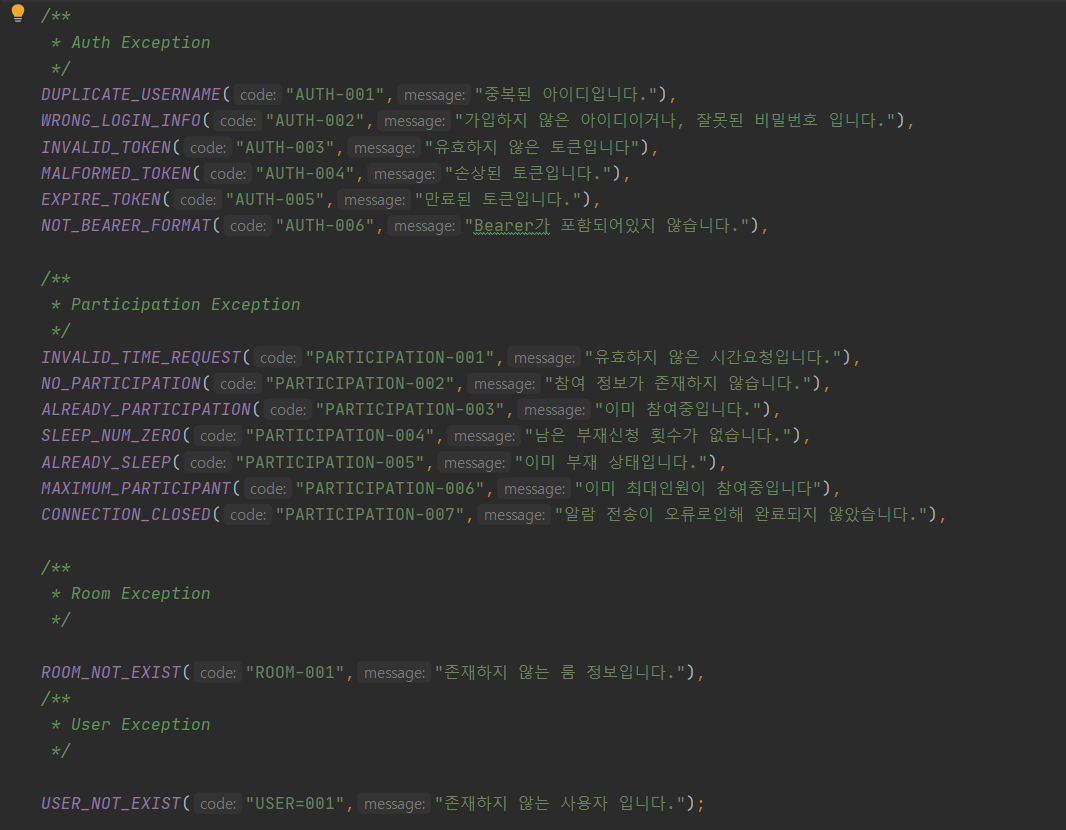 /**
* Auth Exception
*/
DUPLICATE_USERNAME( code: "AUTH-001", message: "중복된 아이디입니다."),
WRONG_LOGIN_INFO( code: "AUTH-002", message: "가입하지 않은 아이디이거나, 잘못된 비밀번호 입니다."),
INVALID_TOKEN( code: "AUTH-003", message: "유효하지 않은 토큰입니다"),
MALFORMED_TOKEN( code: "AUTH-004", message: "손상된 토큰입니다."),
EXPIRE_TOKEN( code: "AUTH-005", message: "만료된 토큰입니다."),
NOT_BEARER_FORMAT( code: "AUTH-006", message: "Bearer가 포함되어있지 않습니다."),
/**
* Participation Exception
*/
INVALID_TIME_REQUEST( code: "PARTICIPATION-001", message: "유효하지 않은 시간요청입니다."),
NO_PARTICIPATION( code: "PARTICIPATION-002", message: "참여 정보가 존재하지 않습니다."),
ALREADY_PARTICIPATION( code: "PARTICIPATION-003", message: "이미 참여중입니다."),
SLEEP_NUM_ZERO( code: "PARTICIPATION-004", message: "남은 부재신청 횟수가 없습니다."),
ALREADY_SLEEP( code: "PARTICIPATION-005", message: "이미 부재 상태입니다."),
MAXIMUM_PARTICIPANT( code: "PARTICIPATION-006", message: "이미 최대인원이 참여중입니다"),
CONNECTION_CLOSED( code: "PARTICIPATION-007", message: "알람 전송이 오류로인해 완료되지 않았습니다."),
/**
* Room Exception
*/
ROOM_NOT_EXIST( code: "ROOM-001", message: "존재하지 않는 룸 정보입니다."),
/**
* User Exception
*/
USER_NOT_EXIST( code: "USER=001", message: "존재하지 않는 사용자 입니다.");